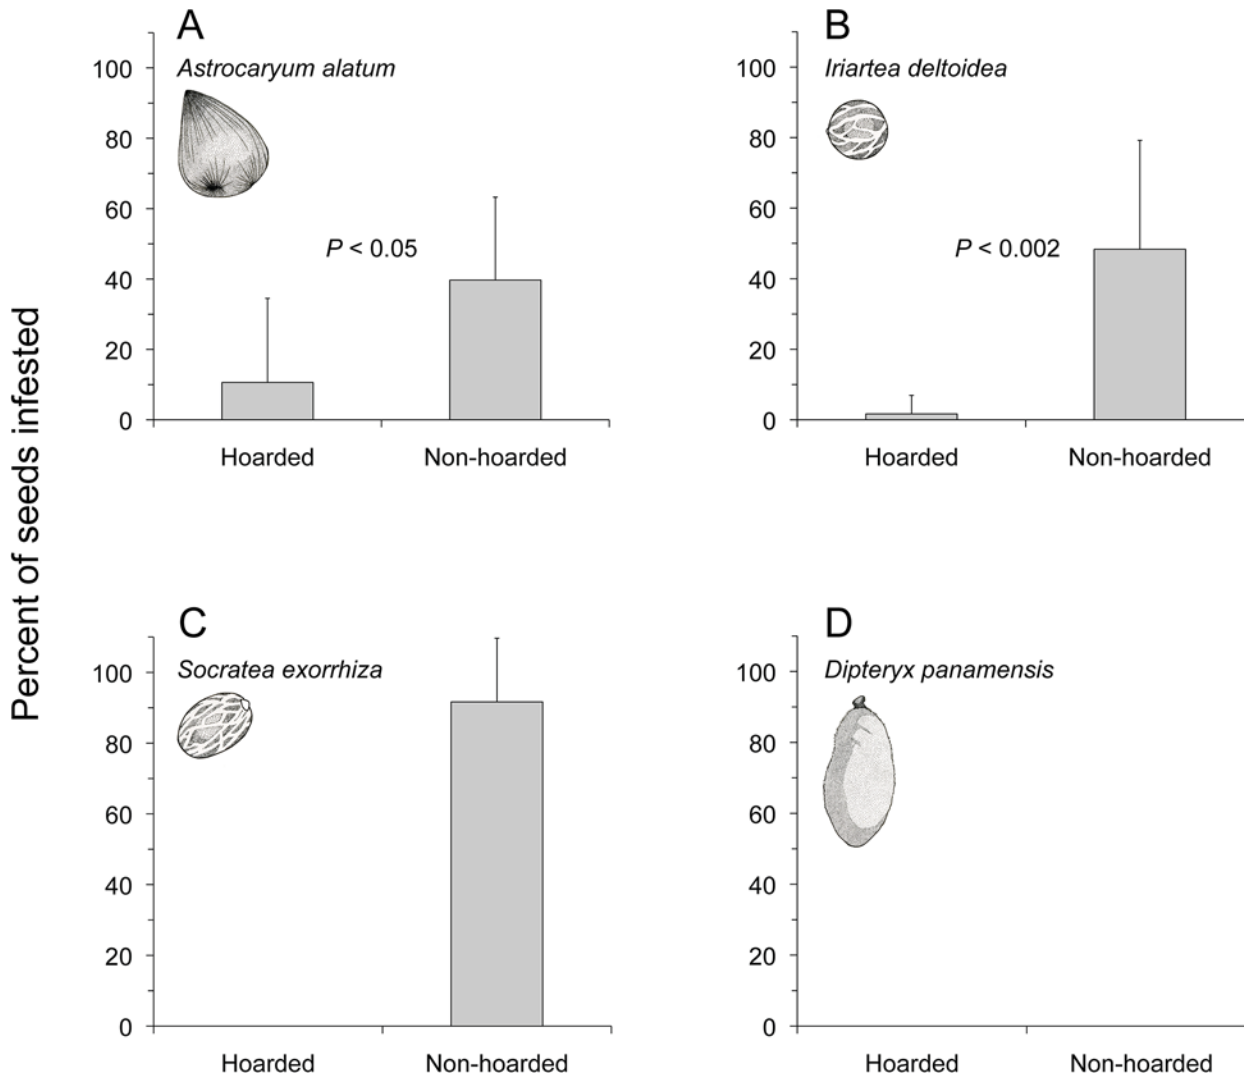 Percent of seeds infested
A
Astrocaryum alatum
100
80
60
40
20
0
P < 0.05
Hoarded
Non-hoarded
B
Iriartea deltoidea
100
80
60
40
20
0
P < 0.002
Hoarded
Non-hoarded
C
Socratea exorrhiza
100
80
60
40
20
0
Hoarded
Non-hoarded
D
Dipteryx panamensis
100
80
60
40
20
0
Hoarded
Non-hoarded